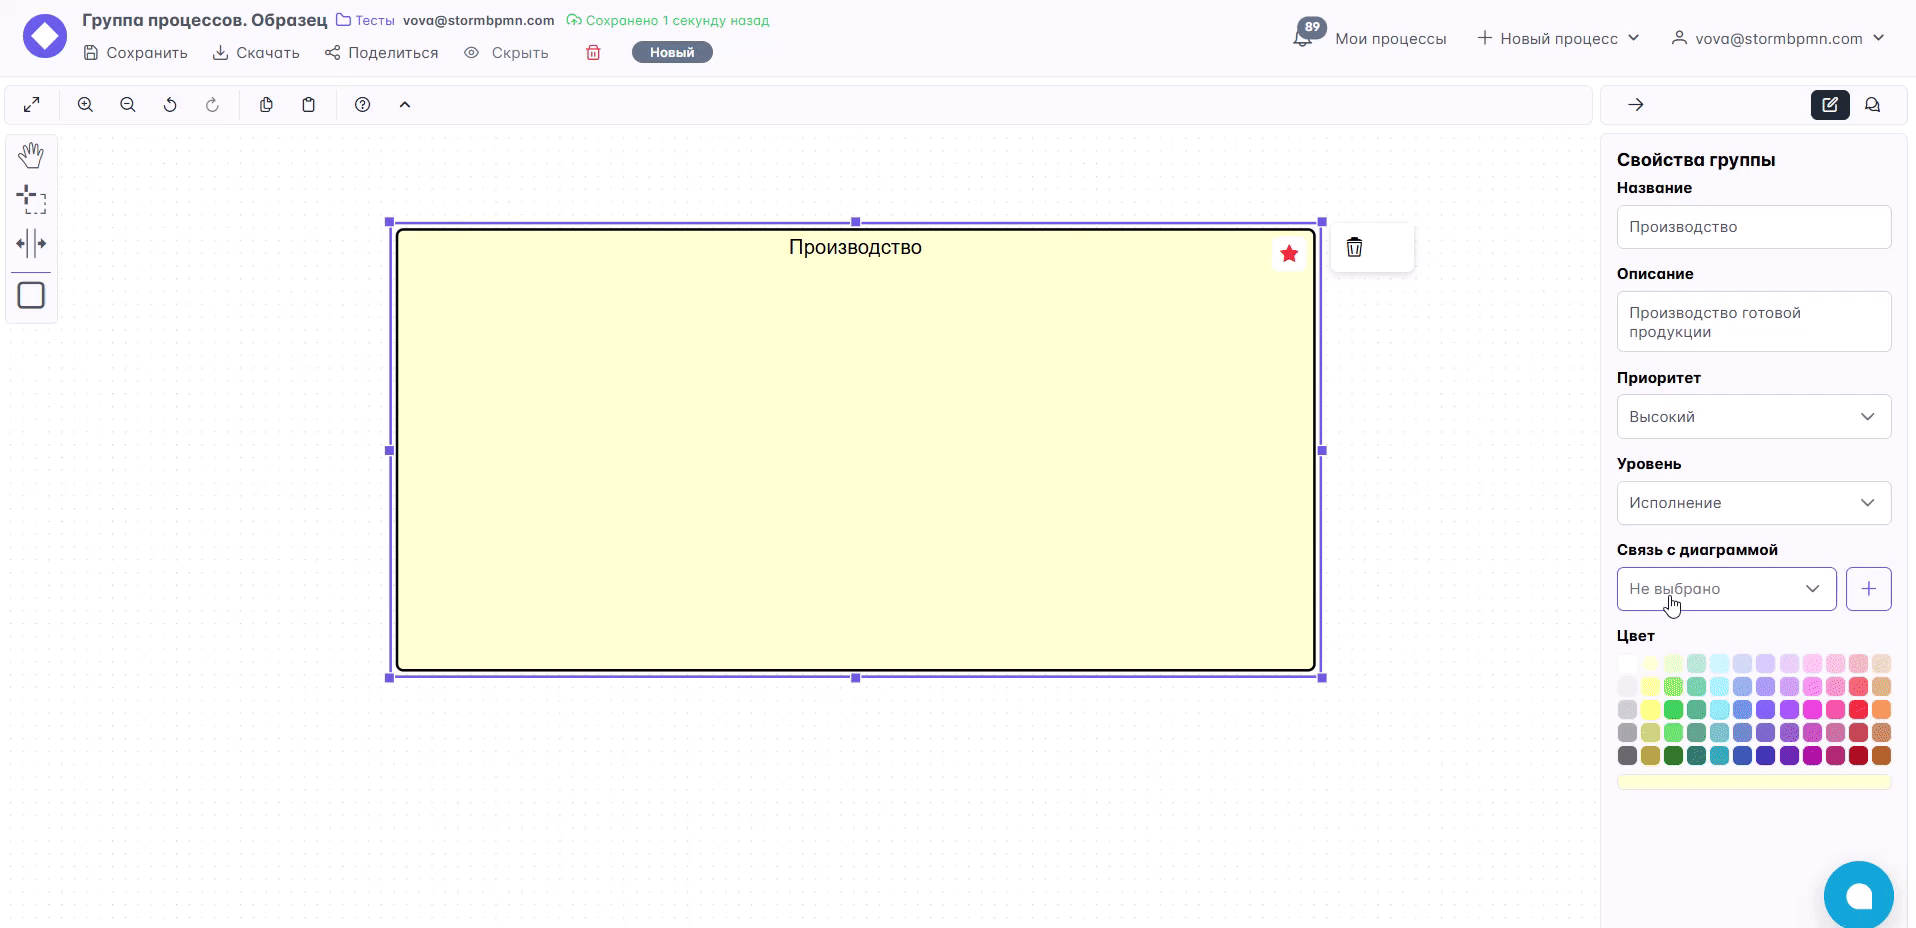 Группа процессов. Образец Тесты vova@stormbpmn.com Сохранено 1 секунду назад
Сохранить Скачать Поделиться Скрыть Новый
89 Мои процессы Новый процесс vova@stormbpmn.com
Производство
Свойства группы
Название
Производство
Описание
Производство готовой
продукции
Приоритет
Высокий
Уровень
Исполнение
Связь с диаграммой
Не выбрано
Цвет